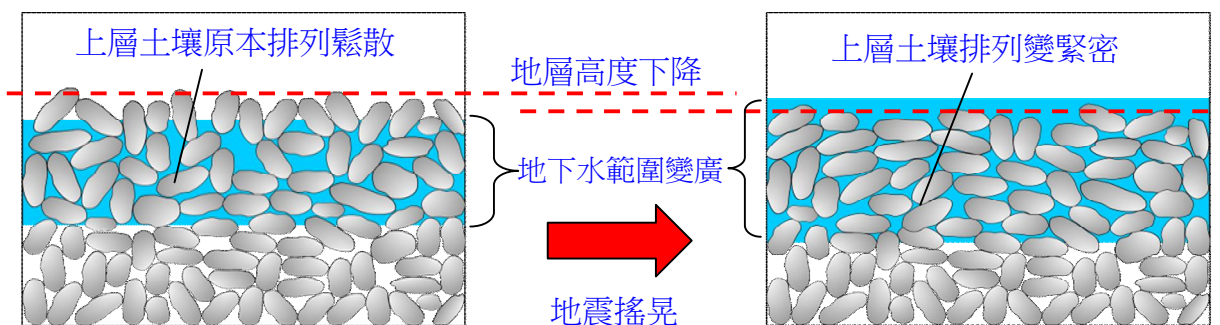 上層土壤原本排列鬆散
地層高度下降
上層土壤排列變緊密
地下水範圍變廣
地震搖晃